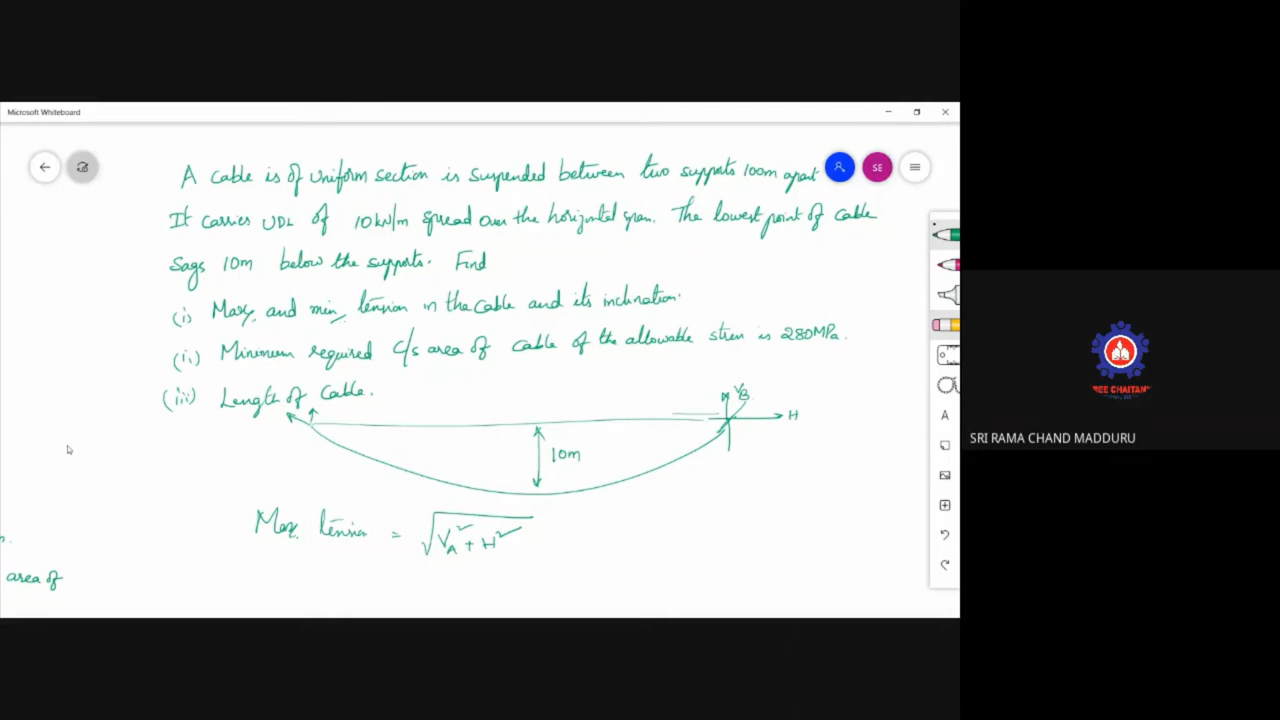 Microsoft Whiteboard
SE
A cable is of uniform section is suspended between two supports 100m apart
It carries UDL of 10kN/m spread over the horizontal span. The lowest point of cable
sags 10m below the supports. Find
(i) Max, and min, tension in the cable and its inclination.
(ii) Minimum required c/s area of cable of the allowable stress is 280MPa.
(iii) Length of cable.
VB
H
10m
Max. tension = √VA² + H²
area of
A
SRI RAMA CHAND MADDURU